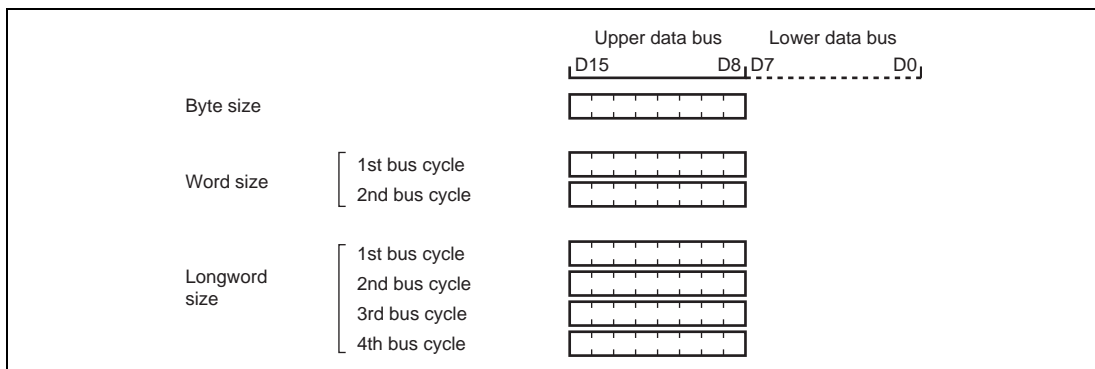 Upper data bus Lower data bus
D15 D8 D7 D0
Byte size
Word size
1st bus cycle
2nd bus cycle
Longword
size
1st bus cycle
2nd bus cycle
3rd bus cycle
4th bus cycle